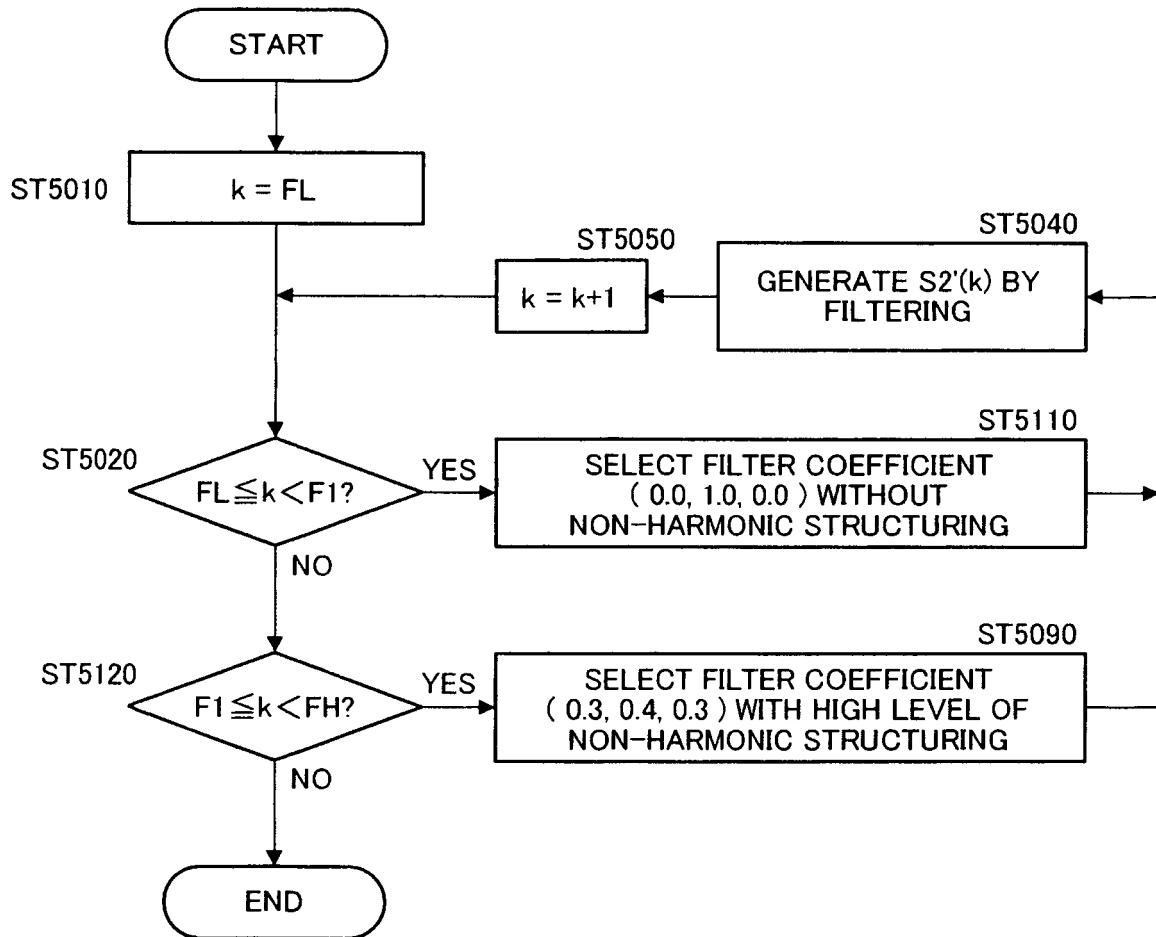 START
ST5010
k = FL
ST5050
k = k+1
ST5040
GENERATE S2'(k) BY
FILTERING
ST5020
FL≦k<F1?
YES
NO
ST5110
SELECT FILTER COEFFICIENT
( 0.0, 1.0, 0.0 ) WITHOUT
NON-HARMONIC STRUCTURING
ST5120
F1≦k<FH?
YES
NO
ST5090
SELECT FILTER COEFFICIENT
( 0.3, 0.4, 0.3 ) WITH HIGH LEVEL OF
NON-HARMONIC STRUCTURING
END